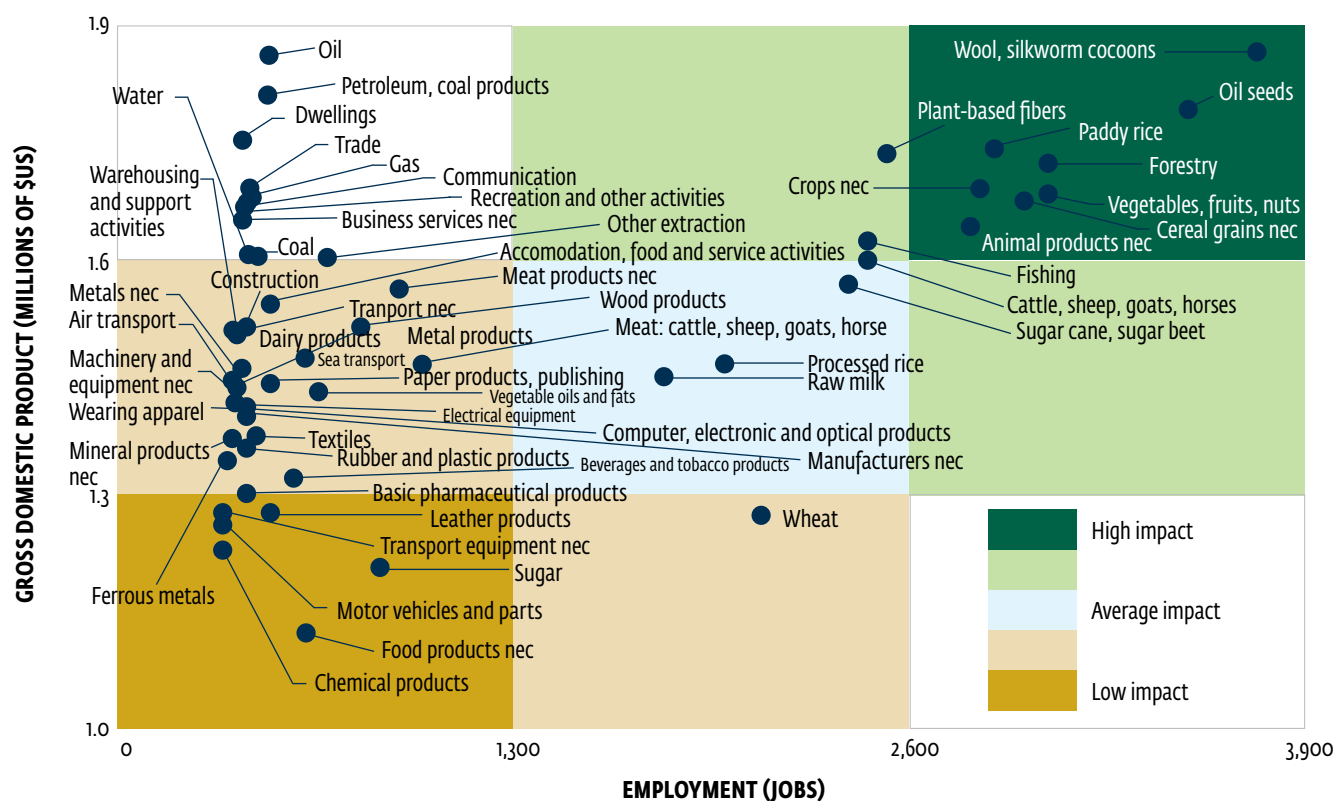 GROSS DOMESTIC PRODUCT (MILLIONS OF $US)
1.9
1.6
1.3
1.0
Oil
Petroleum, coal products
Water
Dwellings
Trade
Gas
Warehousing
and support
activities
Communication
Recreation and other activities
Business services nec
Other extraction
Coal
Accomodation, food and service activities
Construction
Meat products nec
Metals nec
Tranport nec
Wood products
Air transport
Dairy products
Metal products
Meat: cattle, sheep, goats, horse
Sea transport
Machinery and
equipment nec
Paper products, publishing
Processed rice
Raw milk
Vegetable oils and fats
Wearing apparel
Electrical equipment
Computer, electronic and optical products
Mineral products
nec
Textiles
Rubber and plastic products
Beverages and tobacco products
Manufacturers nec
Basic pharmaceutical products
Leather products
Wheat
Transport equipment nec
Sugar
Ferrous metals
Motor vehicles and parts
Food products nec
Chemical products
Wool, silkworm cocoons
Oil seeds
Plant-based fibers
Paddy rice
Forestry
Crops nec
Vegetables, fruits, nuts
Cereal grains nec
Animal products nec
Fishing
Cattle, sheep, goats, horses
Sugar cane, sugar beet
High impact
Average impact
Low impact
0
1,300
2,600
3,900
EMPLOYMENT (JOBS)